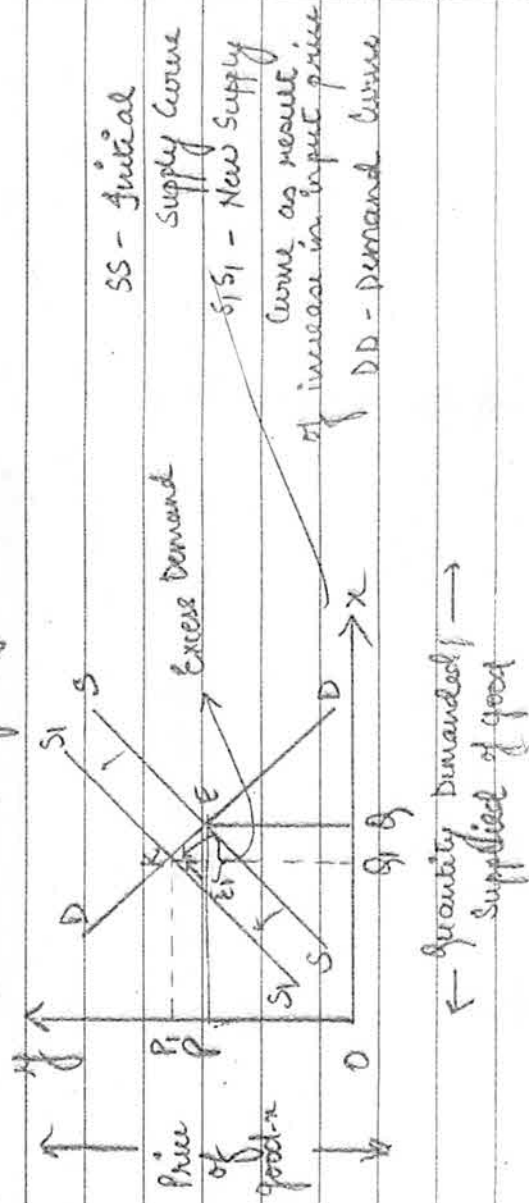 Y
Price
of
good-x
P1
P
O
D
S1
S
K
E
E1
S1
S
D
Excess Demand
Q1 Q
x
← Quantity Demanded/ →
Supplied of good
SS - Initial
Supply Curve
S1S1 - New Supply
Curve as result
of increase in input price
DD - Demand Curve